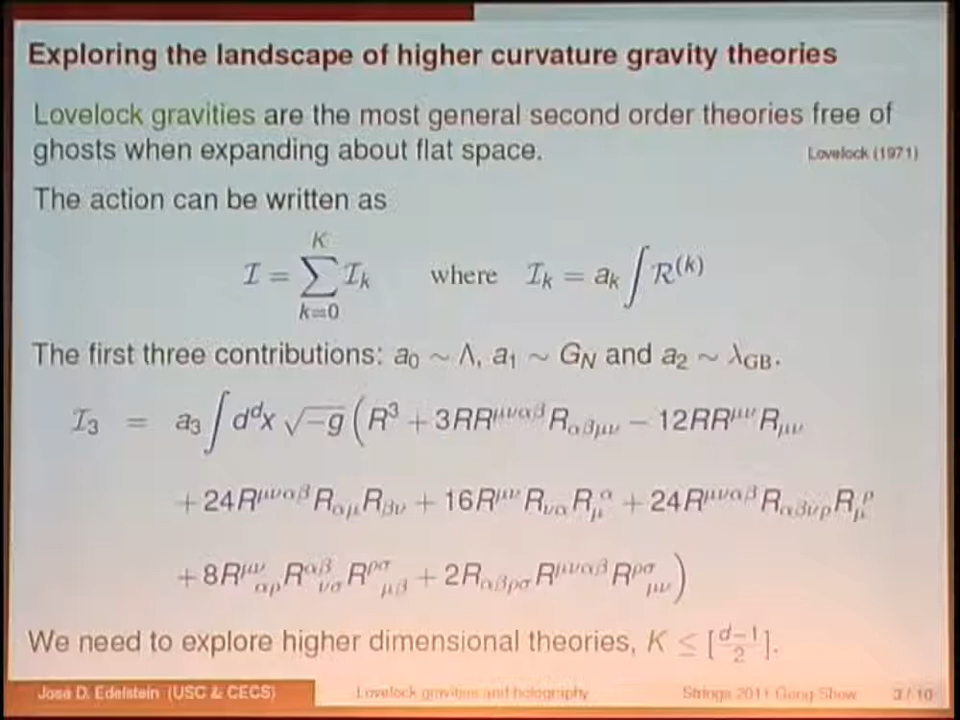 Exploring the landscape of higher curvature gravity theories
Lovelock gravities are the most general second order theories free of
ghosts when expanding about flat space.
Lovelock (1971)
The action can be written as
I = ∑_{k=0}^{K} I_k where I_k = a_k ∫ R^{(k)}
The first three contributions: a_0 ∼ Λ, a_1 ∼ G_N and a_2 ∼ λ_GB.
I_3 = a_3 ∫ d^d x √−g ( R^3 + 3RR^{μναβ} R_{αβμν} − 12RR^{μν} R_{μν}
+ 24R^{μναβ} R_{αμ} R_{βν} + 16R^{μν} R_{να} R_μ^α + 24R^{μναβ} R_{αβνρ} R_μ^ρ
+ 8R^{μν}_{αρ} R^{αβ}_{νσ} R^{ρσ}_{μβ} + 2R_{αβρσ} R^{μναβ} R^{ρσ}_{μν} )
We need to explore higher dimensional theories, K ≤ [d−1/2].
José D. Edelstein (USC & CECS) Lovelock gravities and holography Strings 2011 Gong Show 3 / 10